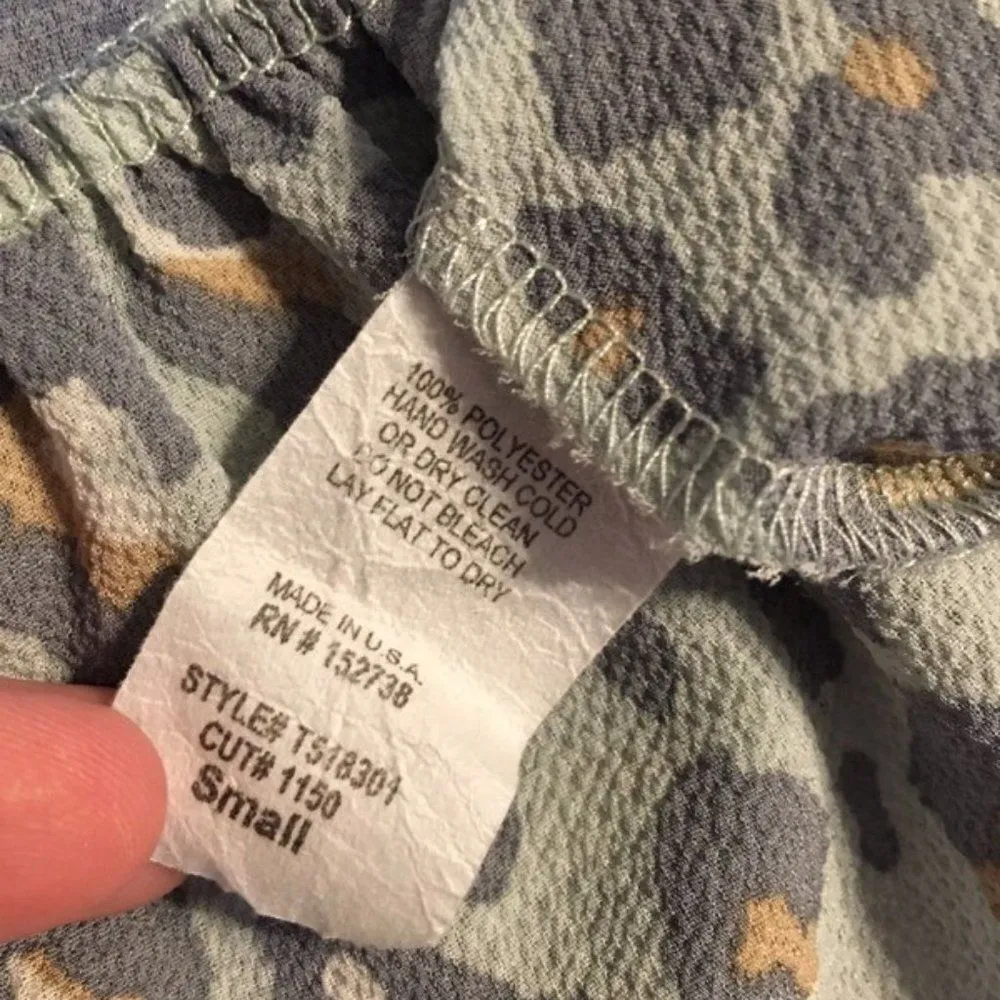 100% POLYESTER
HAND WASH COLD
OR DRY CLEAN
DO NOT BLEACH
LAY FLAT TO DRY
MADE IN U.S.A.
RN # 152738
STYLE# TS18301
CUT# 1150
Small